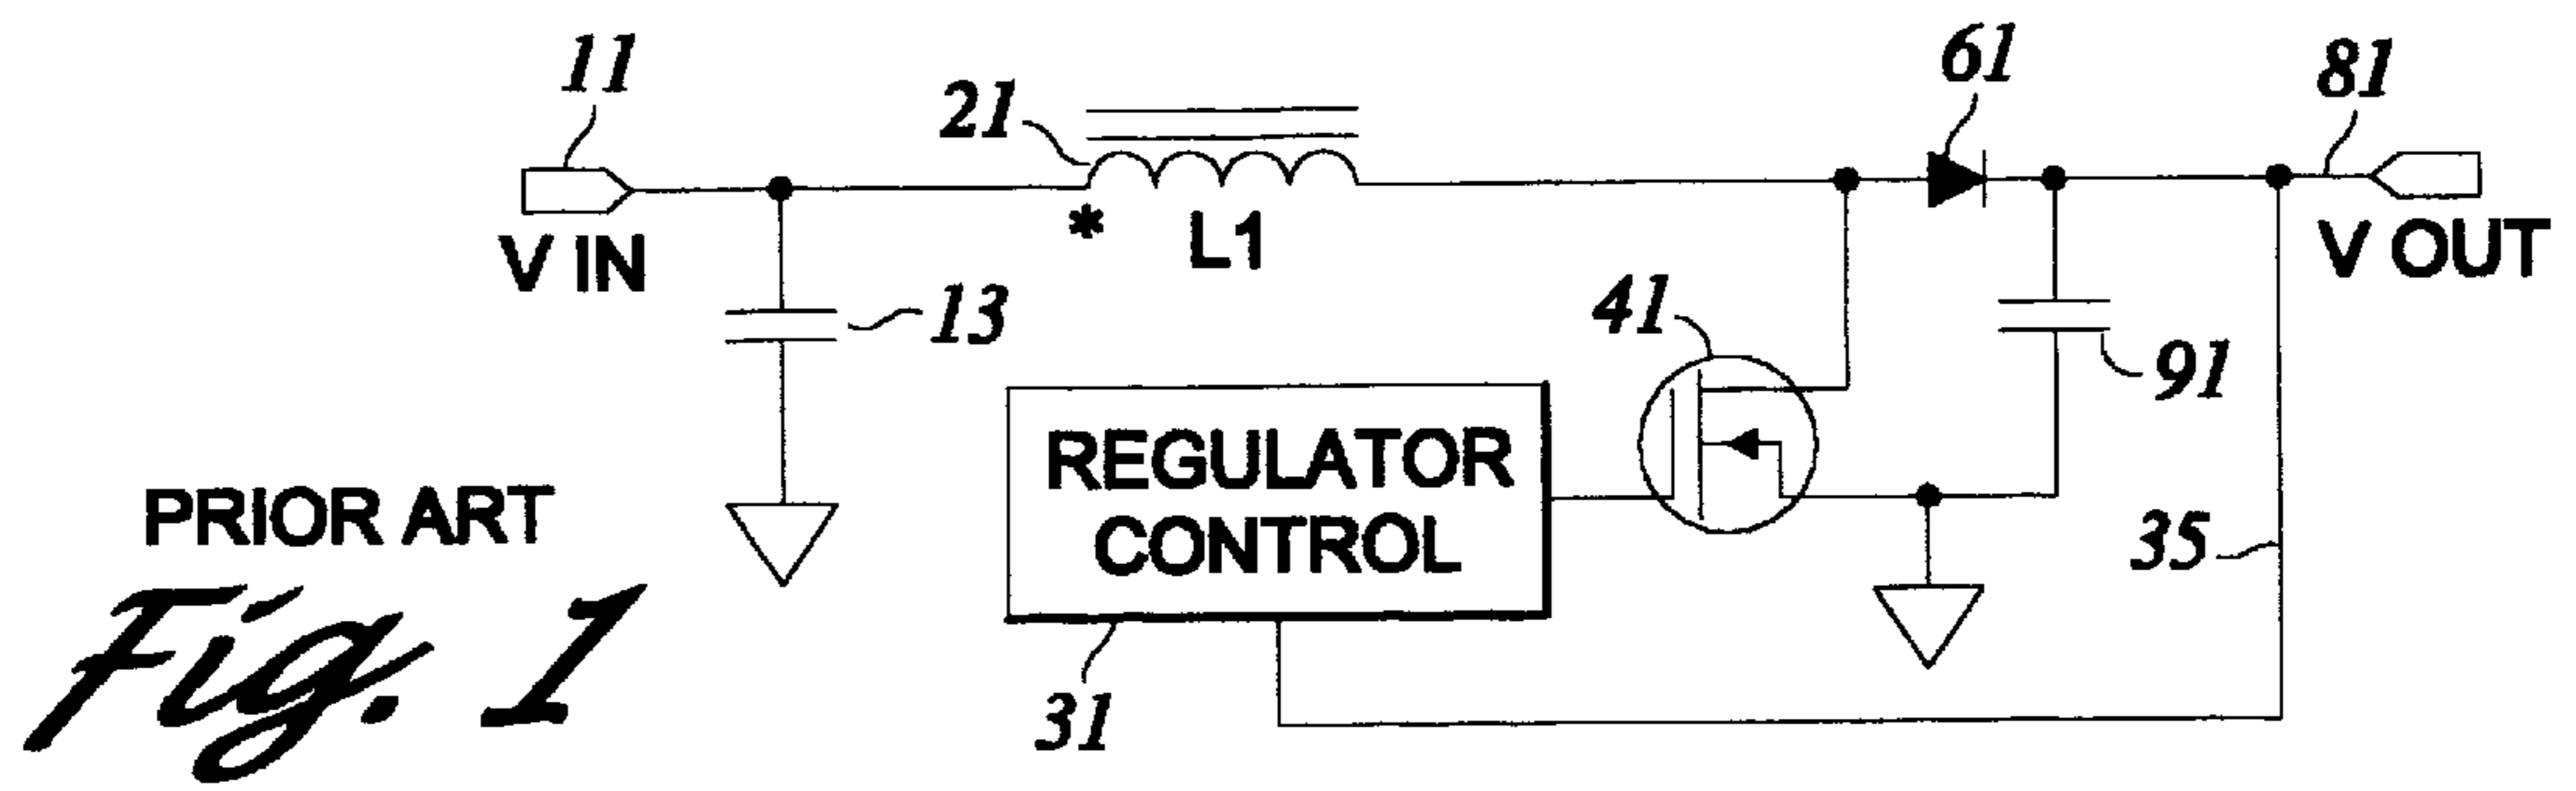 11
21
61
81
V IN
*
L1
V OUT
13
41
91
REGULATOR
CONTROL
PRIOR ART
35
Fig. 1
31